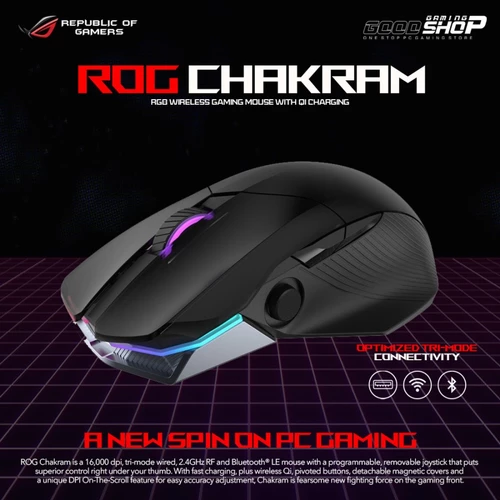 REPUBLIC OF
GAMERS
GAMING
GOODSHOP
ONE STOP PC GAMING STORE
ROG CHAKRAM
RGB WIRELESS GAMING MOUSE WITH QI CHARGING
OPTIMIZED TRI-MODE
CONNECTIVITY
A NEW SPIN ON PC GAMING
ROG Chakram is a 16,000 dpi, tri-mode wired, 2.4GHz RF and Bluetooth® LE mouse with a programmable, removable joystick that puts
superior control right under your thumb. With fast charging, plus wireless Qi, pivoted buttons, detachable magnetic covers and
a unique DPI On-The-Scroll feature for easy accuracy adjustment, Chakram is fearsome new fighting force on the gaming front.